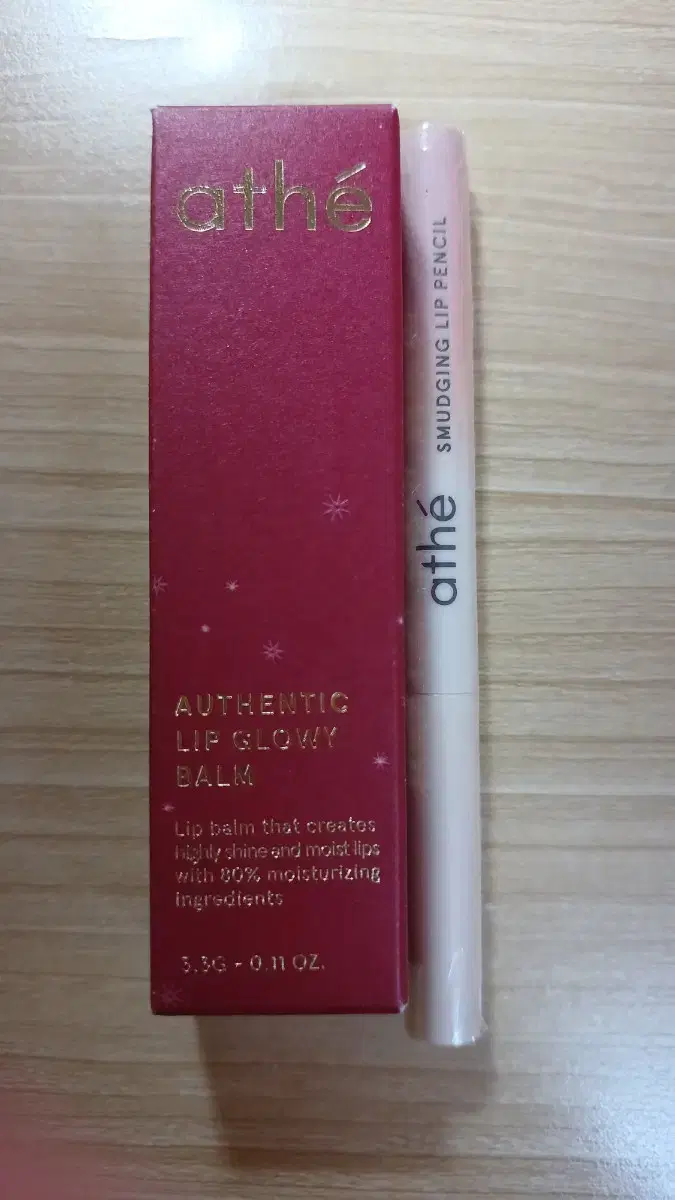 athé
AUTHENTIC
LIP GLOWY
BALM
Lip balm that creates
highly shine and moist lips
with 80% moisturizing
ingredients
3.3G - 0.11 OZ.
athé SMUDGING LIP PENCIL